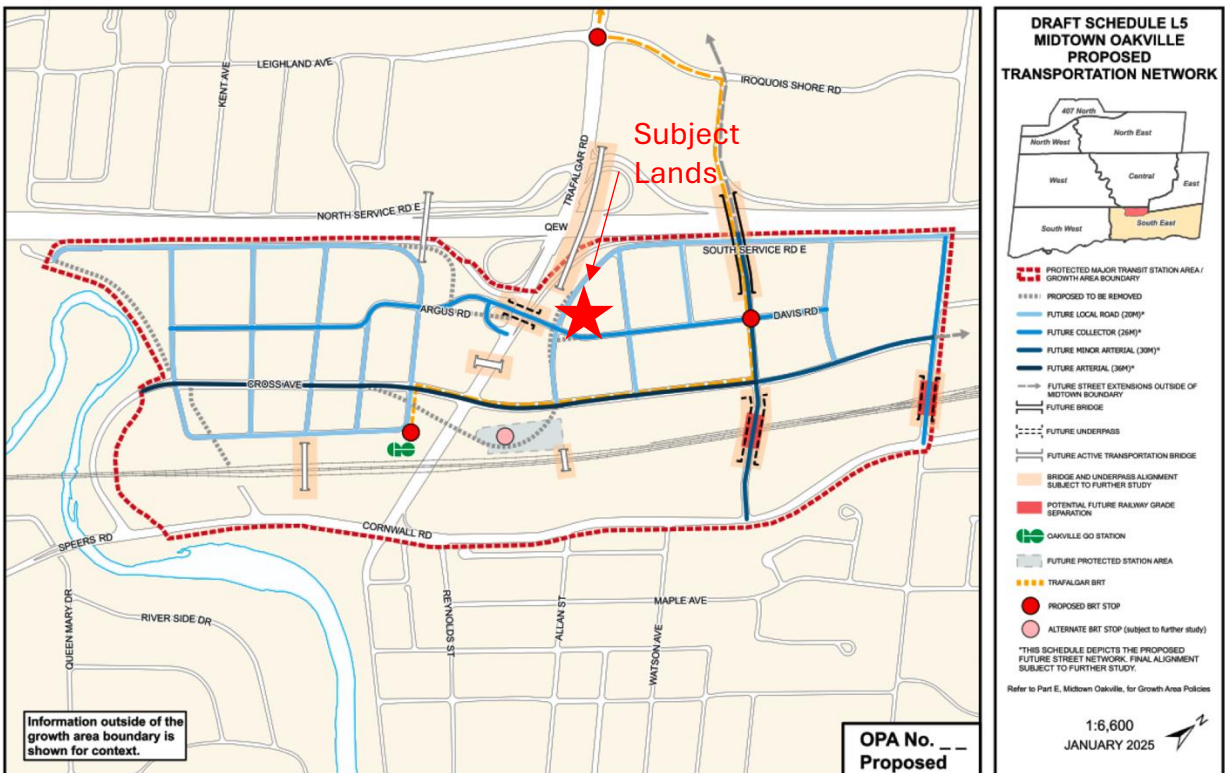 LEIGHLAND AVE
KENT AVE
IROQUOIS SHORE RD
TRAFALGAR RD
Subject
Lands
NORTH SERVICE RD E
QEW
SOUTH SERVICE RD E
ARGUS RD
DAVIS RD
CROSS AVE
CORNWALL RD
SPEERS RD
QUEEN MARY DR
RIVER SIDE DR
REYNOLDS ST
ALLAN ST
MAPLE AVE
WATSON AVE
Information outside of the
growth area boundary is
shown for context.
OPA No. _ _
Proposed
DRAFT SCHEDULE L5
MIDTOWN OAKVILLE
PROPOSED
TRANSPORTATION NETWORK
407 North
North West
North East
West
Central
East
South West
South East
PROTECTED MAJOR TRANSIT STATION AREA /
GROWTH AREA BOUNDARY
PROPOSED TO BE REMOVED
FUTURE LOCAL ROAD (20M)*
FUTURE COLLECTOR (26M)*
FUTURE MINOR ARTERIAL (30M)*
FUTURE ARTERIAL (36M)*
FUTURE STREET EXTENSIONS OUTSIDE OF
MIDTOWN BOUNDARY
FUTURE BRIDGE
FUTURE UNDERPASS
FUTURE ACTIVE TRANSPORTATION BRIDGE
BRIDGE AND UNDERPASS ALIGNMENT
SUBJECT TO FURTHER STUDY
POTENTIAL FUTURE RAILWAY GRADE
SEPARATION
OAKVILLE GO STATION
FUTURE PROTECTED STATION AREA
TRAFALGAR BRT
PROPOSED BRT STOP
ALTERNATE BRT STOP (subject to further study)
*THIS SCHEDULE DEPICTS THE PROPOSED
FUTURE STREET NETWORK. FINAL ALIGNMENT
SUBJECT TO FURTHER STUDY.
Refer to Part E, Midtown Oakville, for Growth Area Policies
1:6,600
JANUARY 2025
N